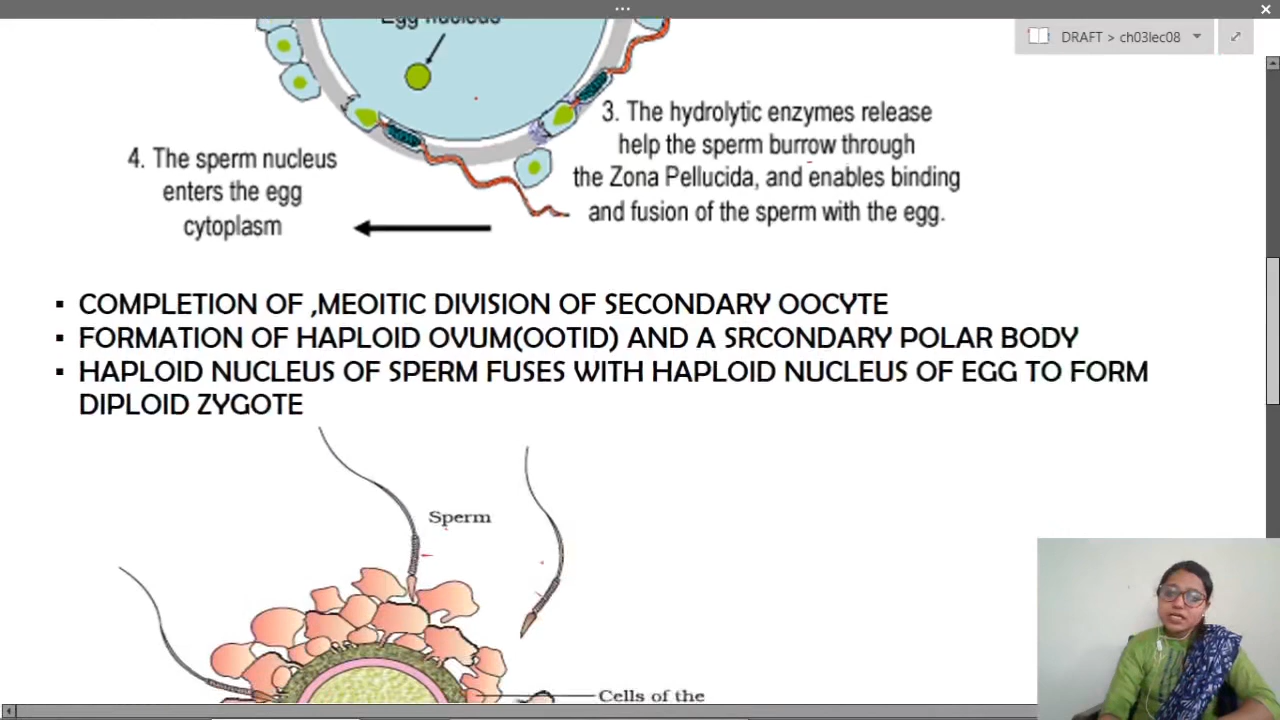 ...
DRAFT > ch03lec08
Egg nucleus
3. The hydrolytic enzymes release
help the sperm burrow through
the Zona Pellucida, and enables binding
and fusion of the sperm with the egg.
4. The sperm nucleus
enters the egg
cytoplasm
▪ COMPLETION OF ,MEOITIC DIVISION OF SECONDARY OOCYTE
▪ FORMATION OF HAPLOID OVUM(OOTID) AND A SRCONDARY POLAR BODY
▪ HAPLOID NUCLEUS OF SPERM FUSES WITH HAPLOID NUCLEUS OF EGG TO FORM
DIPLOID ZYGOTE
Sperm
Cells of the